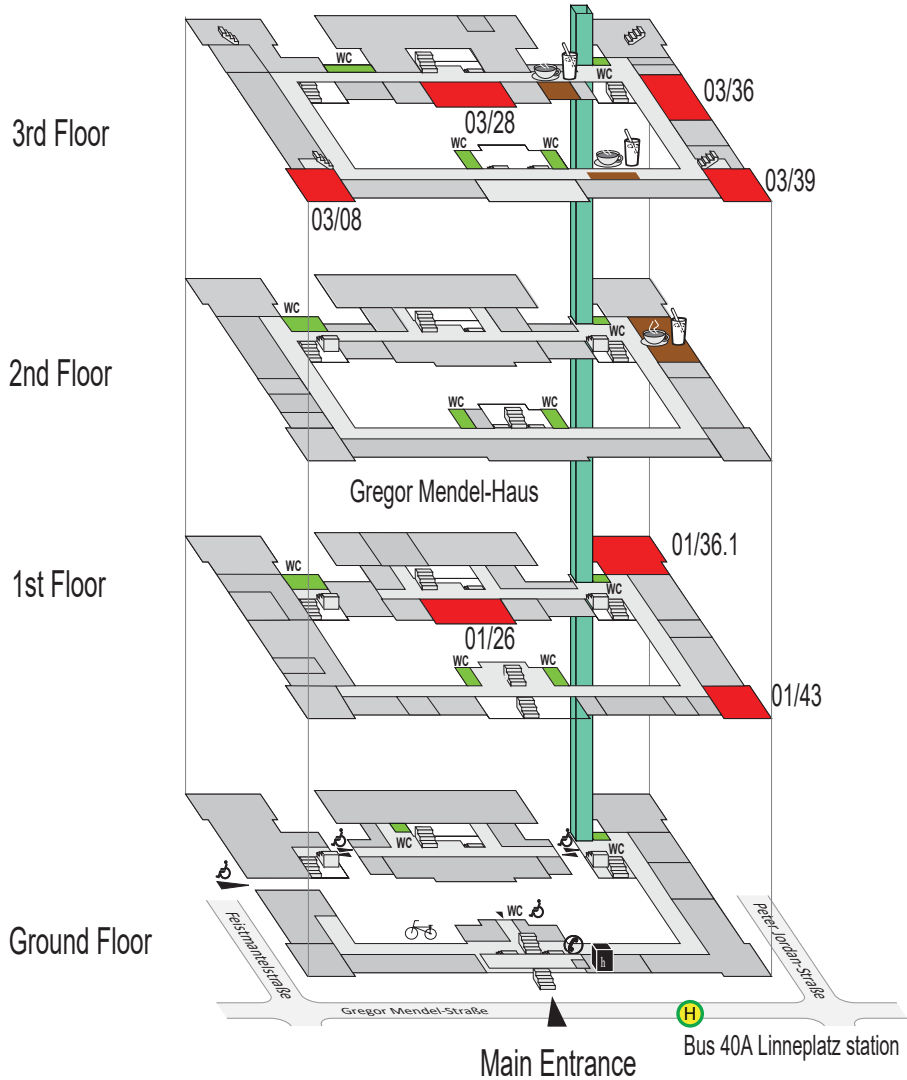 WC
WC
03/36
03/28
3rd Floor
WC
WC
03/39
03/08
WC
WC
2nd Floor
WC
WC
Gregor Mendel-Haus
01/36.1
WC
WC
1st Floor
01/26
WC
WC
01/43
WC
WC
WC
Ground Floor
h
Feistmantelstraße
Peter Jordan-Straße
Gregor Mendel-Straße
H
Bus 40A Linneplatz station
Main Entrance